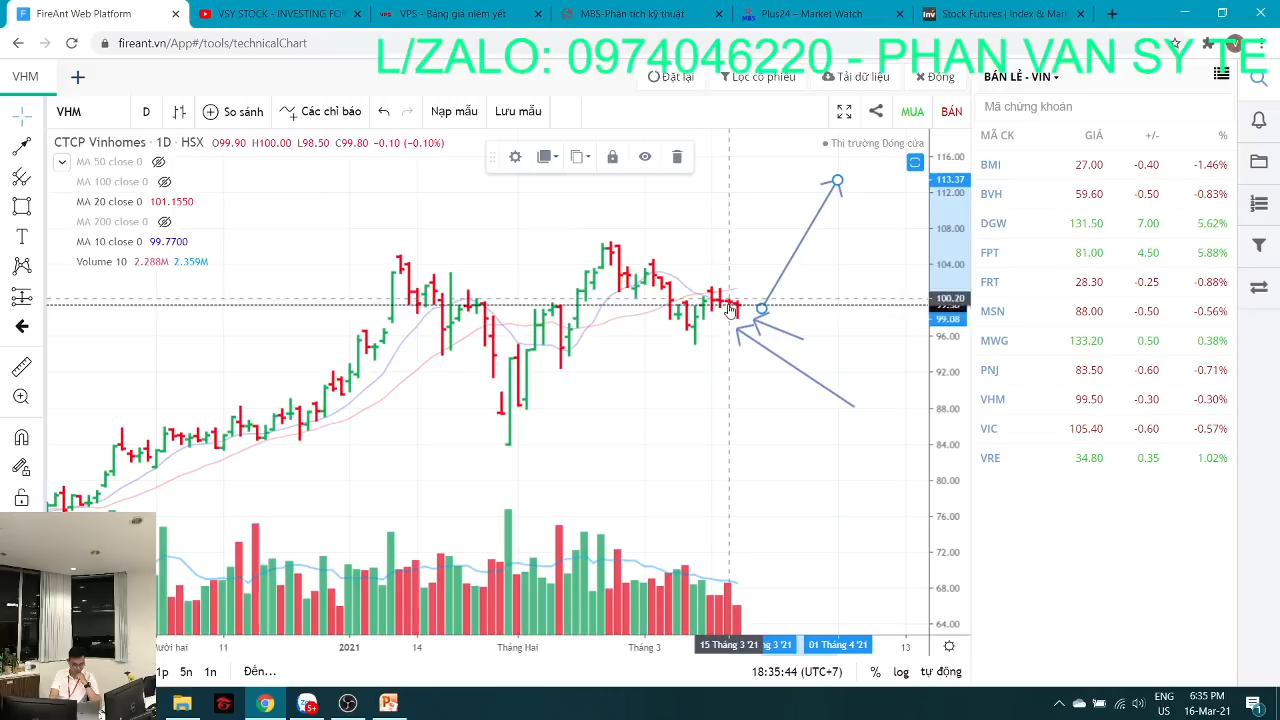 FireAnt Web Platform
VSY STOCK - INVESTING FOR
VPS - Bảng giá niêm yết
MBS-Phân tích kỹ thuật
Plus24 – Market Watch
Stock Futures | Index & Mar
fireant.vn/App#/tools/technicalChart
L/ZALO: 0974046220 - PHAN VAN SY TE
VHM
Đặt lại
Lọc cổ phiếu
Tải dữ liệu
Đóng
BÁN LẺ - VIN
VHM
D
So sánh
Các chỉ báo
Nạp mẫu
Lưu mẫu
MUA
BÁN
Mã chứng khoán
CTCP Vinhomes · 1D · HSX O99.90 H100.00 L98.50 C99.80 -0.10 (-0.10%)
Thị trường Đóng cửa
MA 50 close 0
MA 100 close 0
MA 20 close 0 101.1550
MA 200 close 0
MA 10 close 0 99.7700
Volume 10 2.288M 2.359M
116.00
113.37
112.00
108.00
104.00
100.20
99.08
96.00
92.00
88.00
84.00
80.00
76.00
72.00
68.00
64.00
MÃ CK GIÁ +/- %
BMI 27.00 -0.40 -1.46%
BVH 59.60 -0.50 -0.83%
DGW 131.50 7.00 5.62%
FPT 81.00 4.50 5.88%
FRT 28.30 -0.25 -0.88%
MSN 88.00 -0.50 -0.56%
MWG 133.20 0.50 0.38%
PNJ 83.50 -0.60 -0.71%
VHM 99.50 -0.30 -0.30%
VIC 105.40 -0.60 -0.57%
VRE 34.80 0.35 1.02%
11 2021 14 Tháng Hai Tháng 3 15 Tháng 3 '21 01 Tháng 4 '21 13
5n 1n Đến...
18:35:44 (UTC+7) % log tự động
5+
ENG
US
6:35 PM
16-Mar-21
1